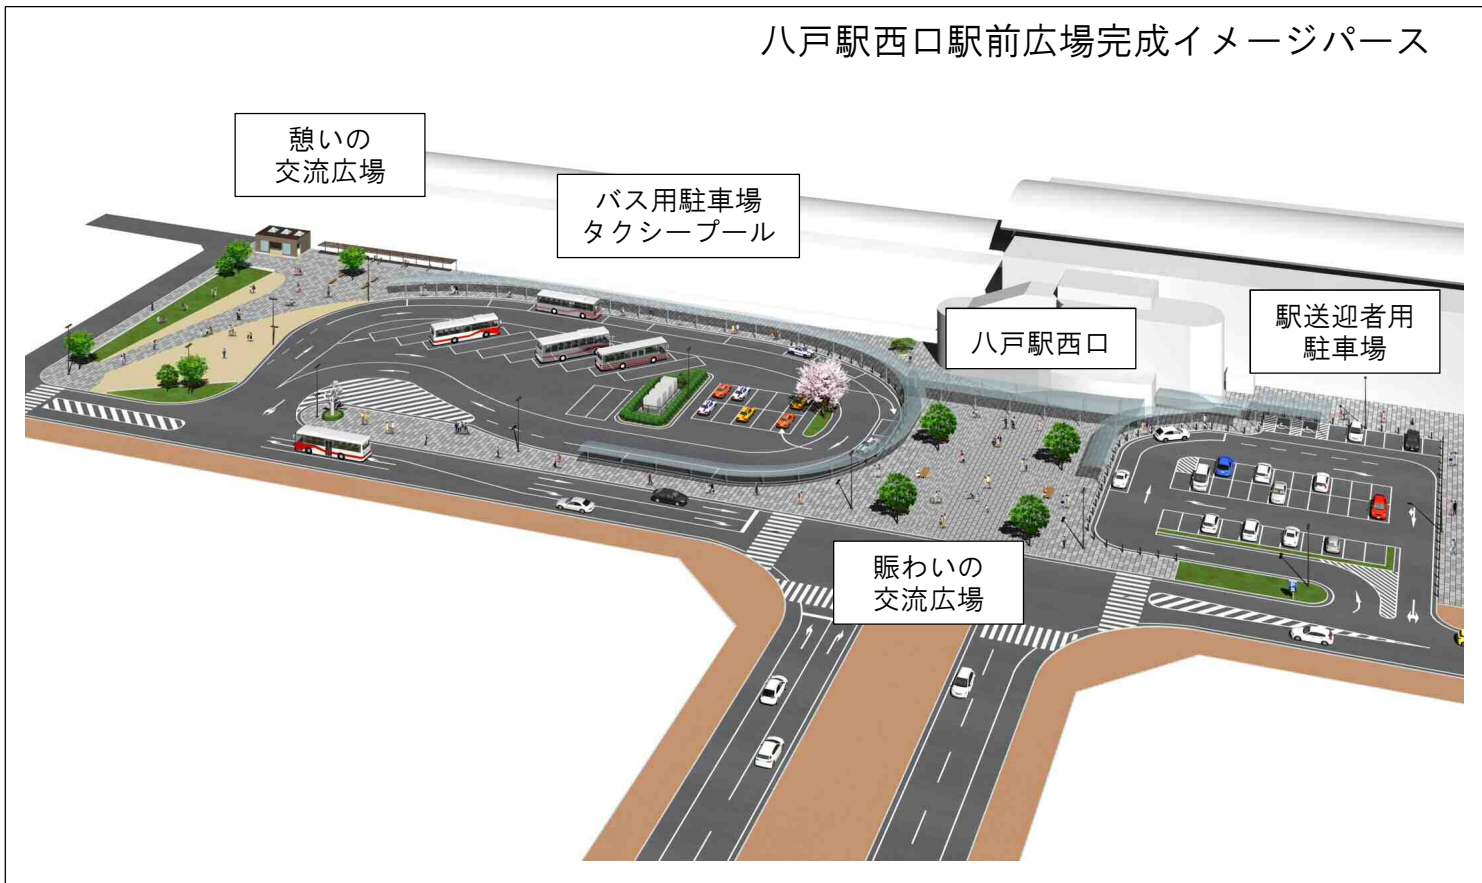 八戸駅西口駅前広場完成イメージパース
憩いの
交流広場
バス用駐車場
タクシープール
八戸駅西口
駅送迎者用
駐車場
賑わいの
交流広場